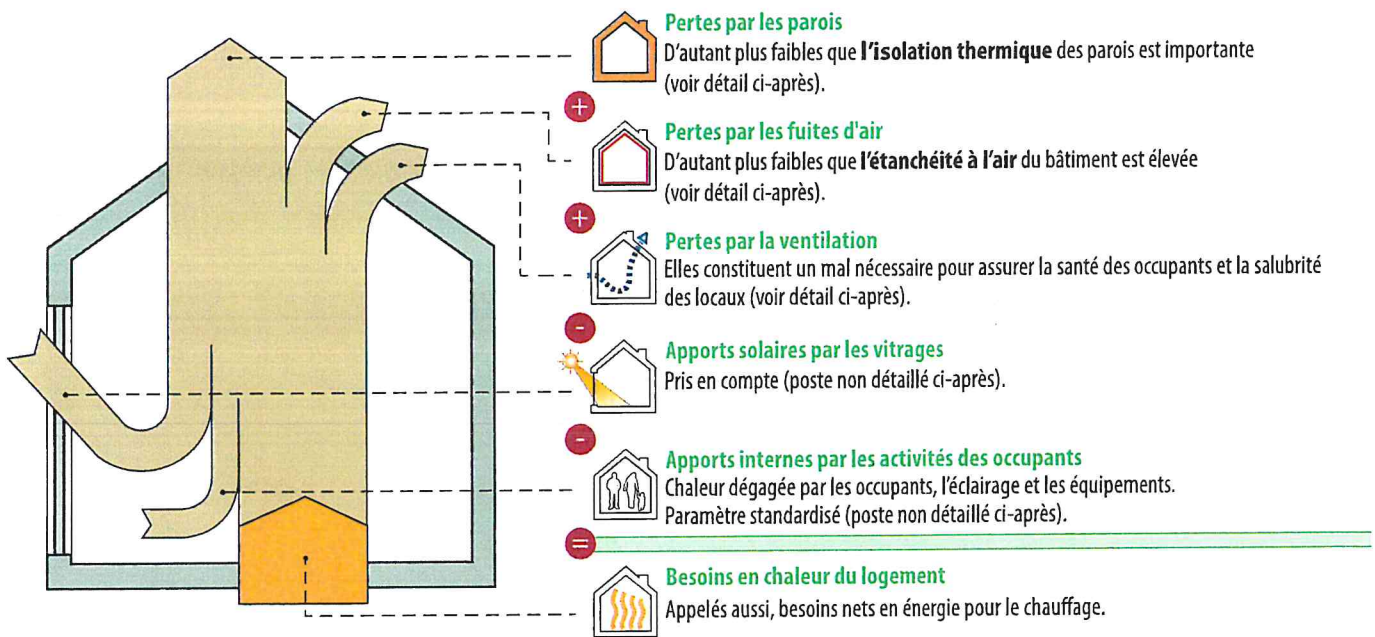 Pertes par les parois
D'autant plus faibles que l'isolation thermique des parois est importante
(voir détail ci-après).
+
Pertes par les fuites d'air
D'autant plus faibles que l'étanchéité à l'air du bâtiment est élevée
(voir détail ci-après).
+
Pertes par la ventilation
Elles constituent un mal nécessaire pour assurer la santé des occupants et la salubrité
des locaux (voir détail ci-après).
-
Apports solaires par les vitrages
Pris en compte (poste non détaillé ci-après).
-
Apports internes par les activités des occupants
Chaleur dégagée par les occupants, l'éclairage et les équipements.
Paramètre standardisé (poste non détaillé ci-après).
=
Besoins en chaleur du logement
Appelés aussi, besoins nets en énergie pour le chauffage.